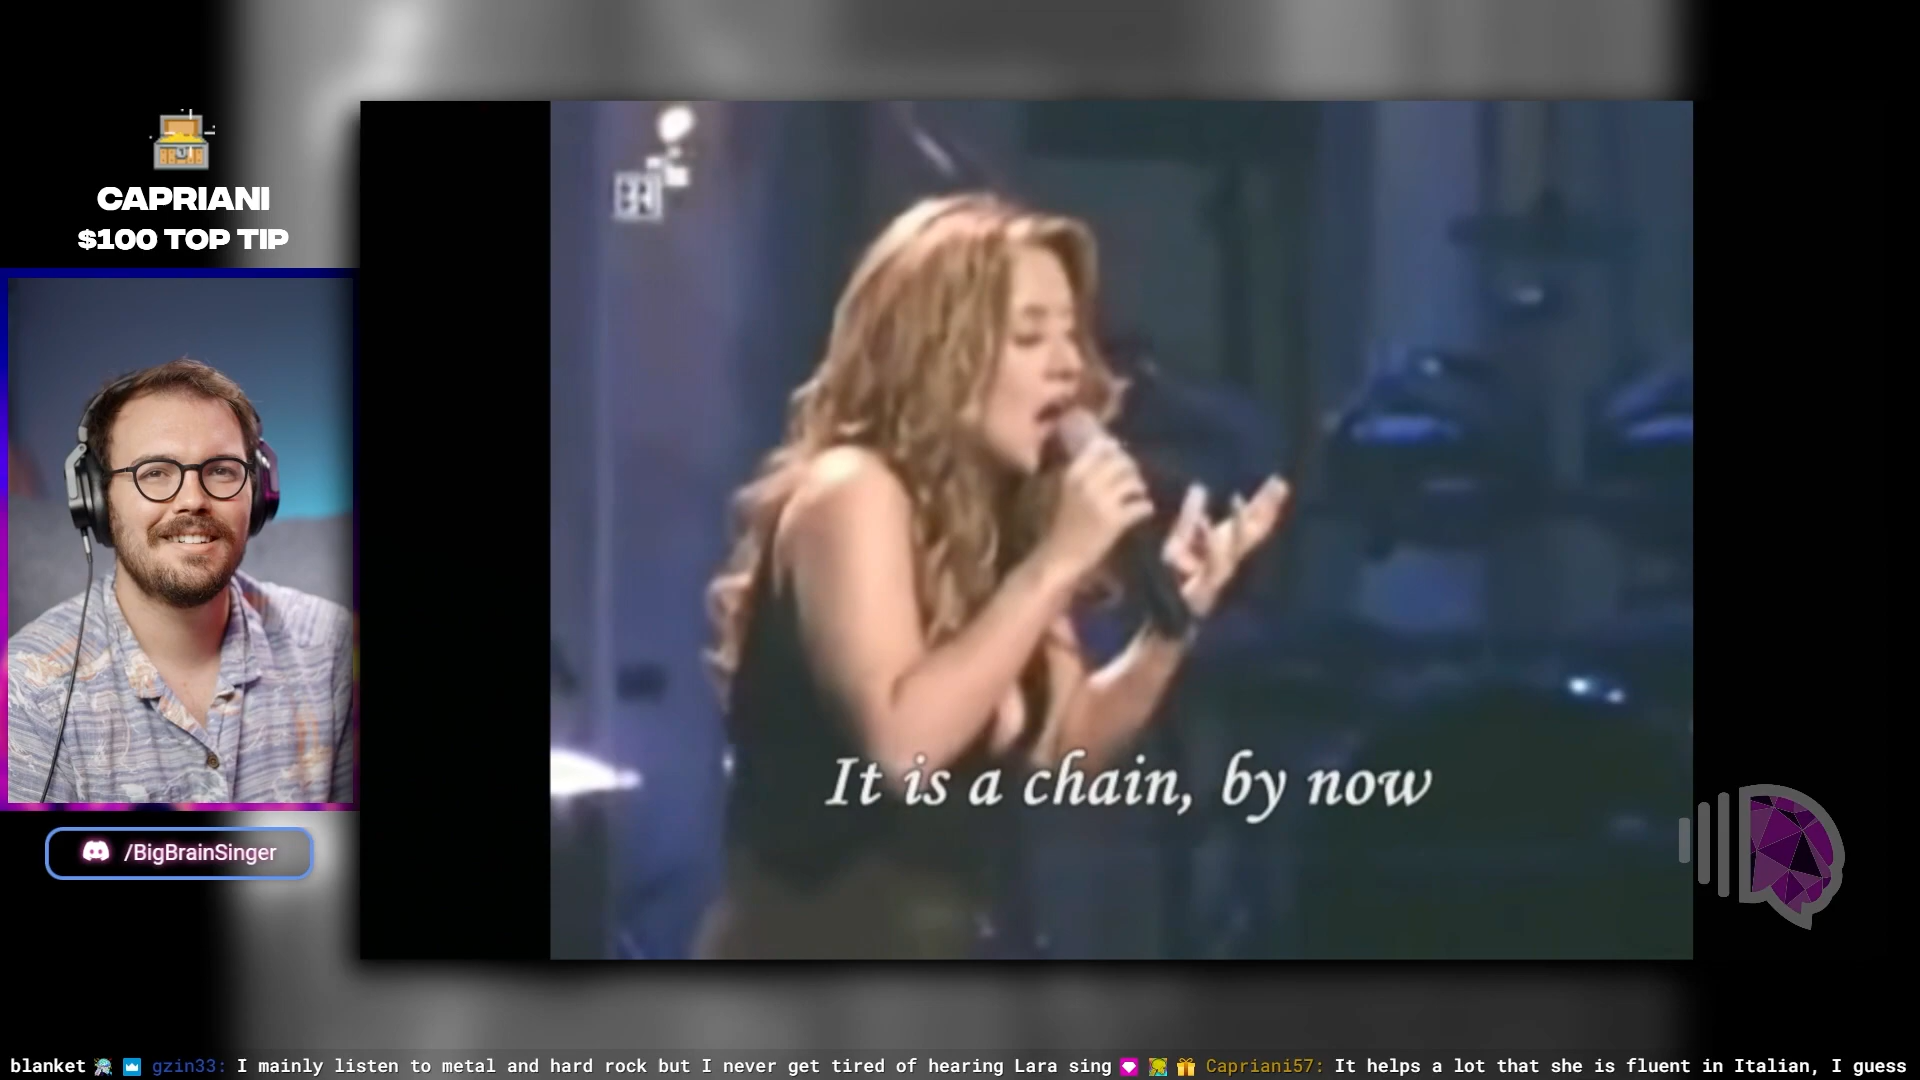 CAPRIANI
$100 TOP TIP
It is a chain, by now
/BigBrainSinger
blanket gzin33: I mainly listen to metal and hard rock but I never get tired of hearing Lara sing Capriani57: It helps a lot that she is fluent in Italian, I guess